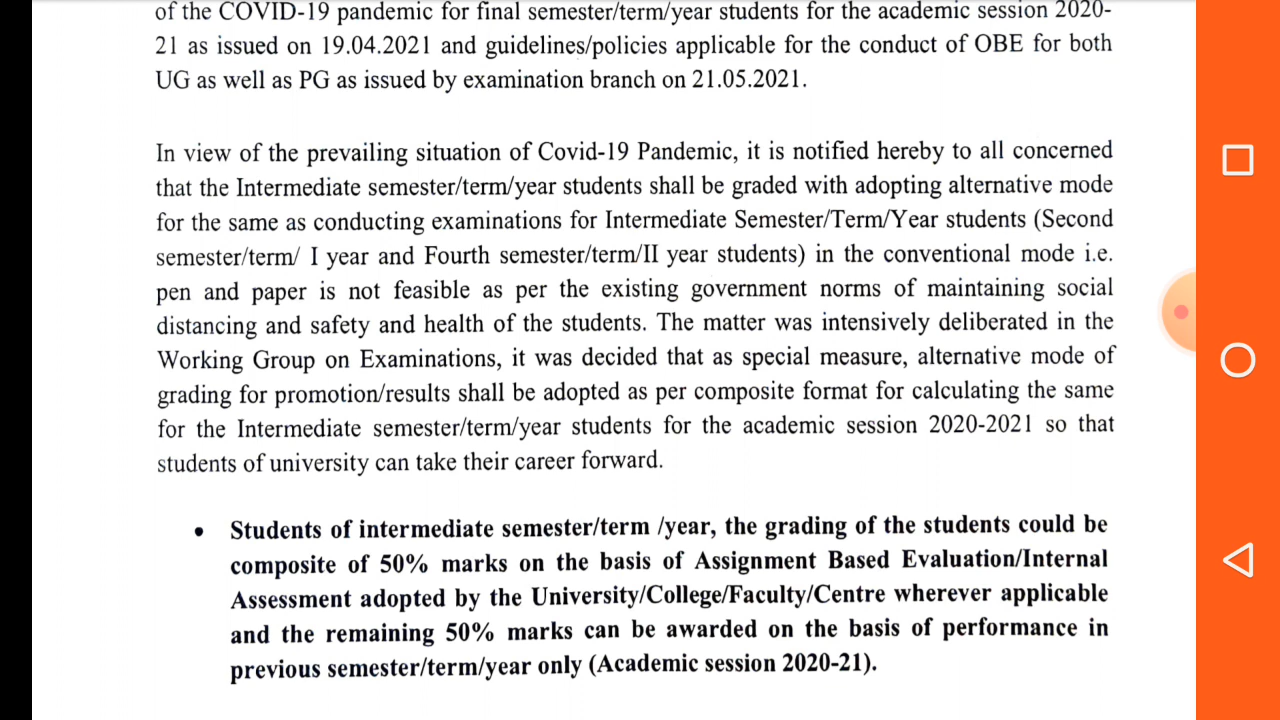 of the COVID-19 pandemic for final semester/term/year students for the academic session 2020-
21 as issued on 19.04.2021 and guidelines/policies applicable for the conduct of OBE for both
UG as well as PG as issued by examination branch on 21.05.2021.
In view of the prevailing situation of Covid-19 Pandemic, it is notified hereby to all concerned
that the Intermediate semester/term/year students shall be graded with adopting alternative mode
for the same as conducting examinations for Intermediate Semester/Term/Year students (Second
semester/term/ I year and Fourth semester/term/II year students) in the conventional mode i.e.
pen and paper is not feasible as per the existing government norms of maintaining social
distancing and safety and health of the students. The matter was intensively deliberated in the
Working Group on Examinations, it was decided that as special measure, alternative mode of
grading for promotion/results shall be adopted as per composite format for calculating the same
for the Intermediate semester/term/year students for the academic session 2020-2021 so that
students of university can take their career forward.
• Students of intermediate semester/term /year, the grading of the students could be
composite of 50% marks on the basis of Assignment Based Evaluation/Internal
Assessment adopted by the University/College/Faculty/Centre wherever applicable
and the remaining 50% marks can be awarded on the basis of performance in
previous semester/term/year only (Academic session 2020-21).